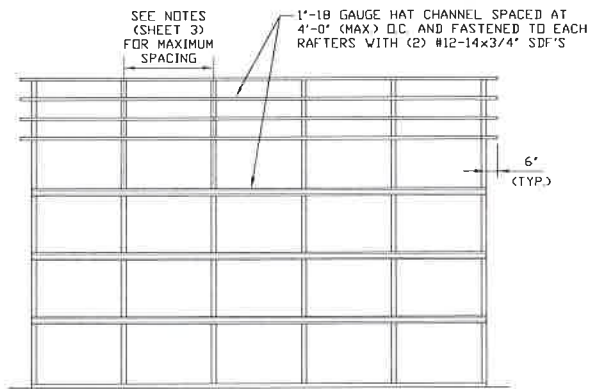 SEE NOTES
(SHEET 3)
FOR MAXIMUM
SPACING
1"-18 GAUGE HAT CHANNEL SPACED AT
4'-0" (MAX) O.C. AND FASTENED TO EACH
RAFTERS WITH (2) #12-14x3/4" SDF'S
6"
(TYP.)